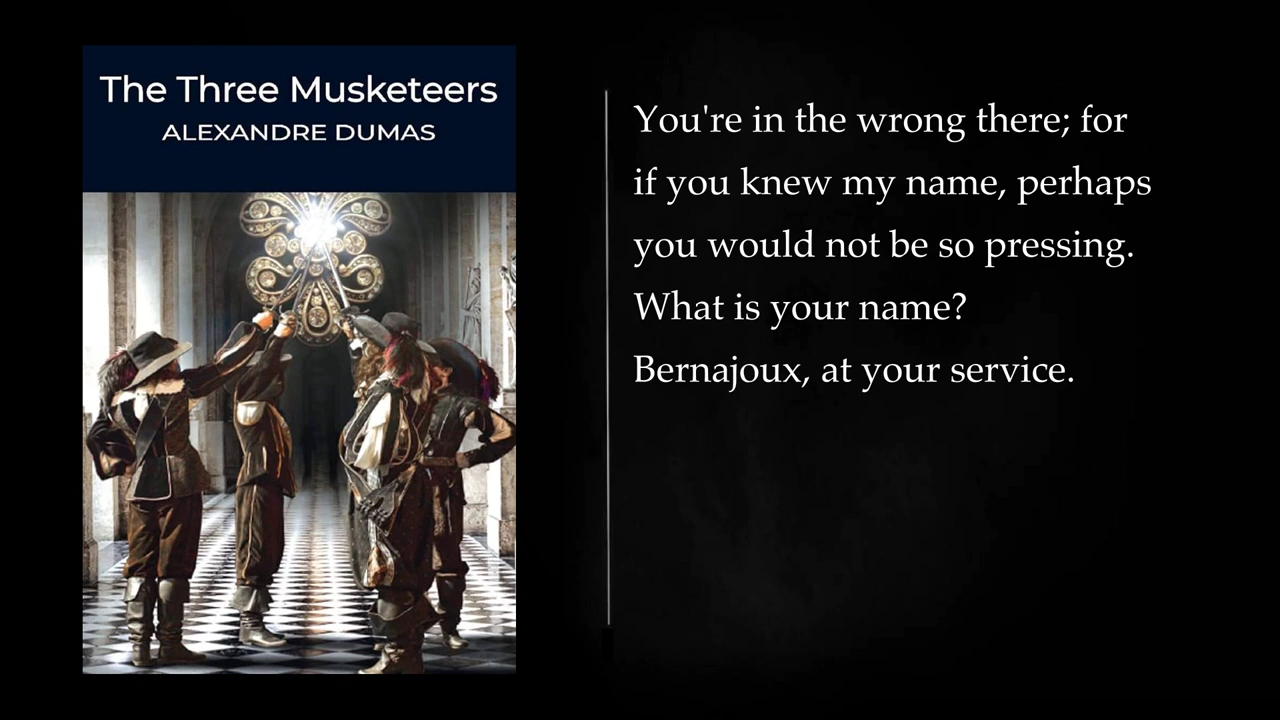 The Three Musketeers
ALEXANDRE DUMAS
You're in the wrong there; for
if you knew my name, perhaps
you would not be so pressing.
What is your name?
Bernajoux, at your service.